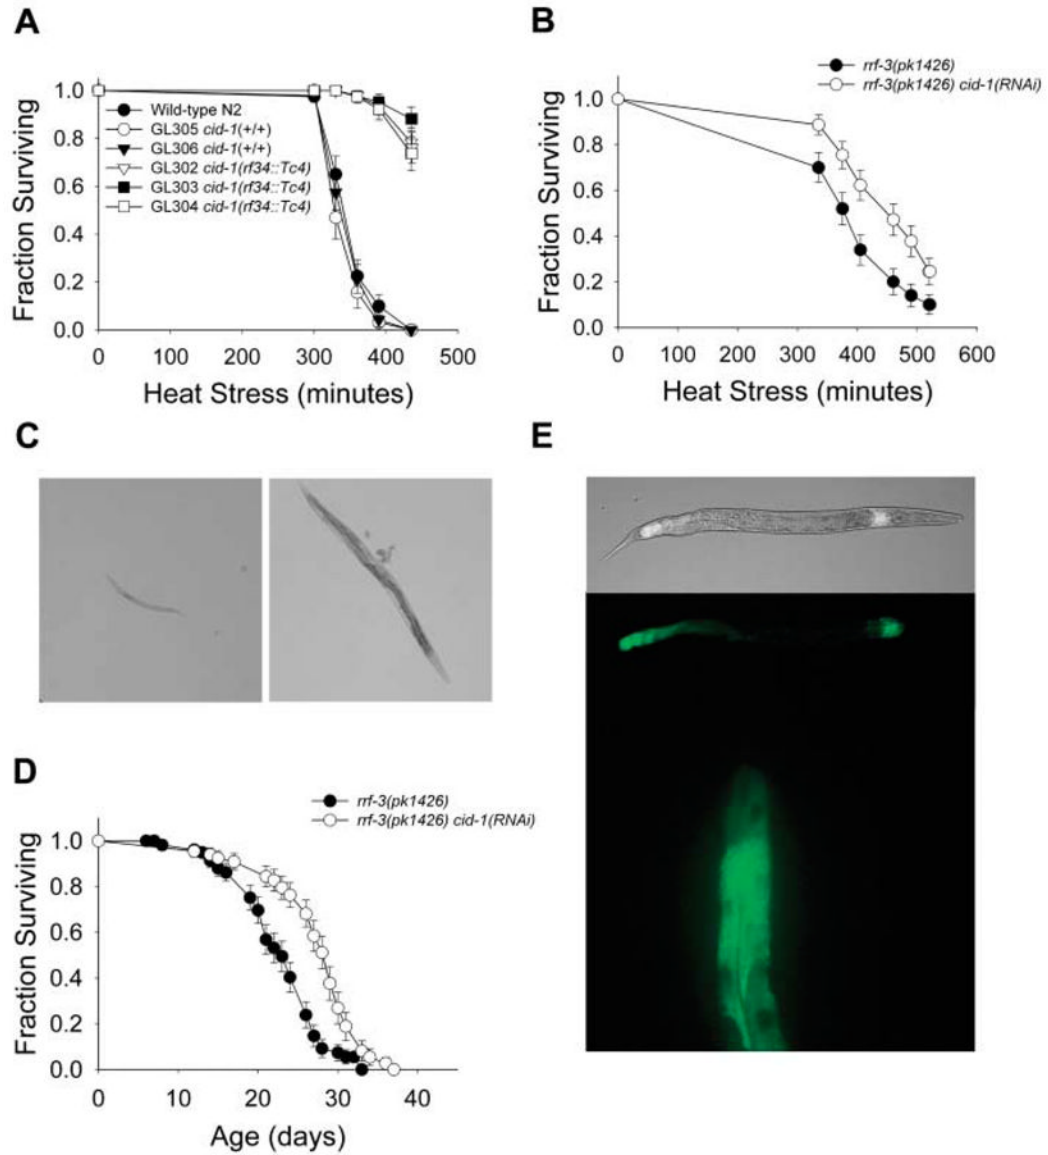 A
Fraction Surviving
1.0
0.8
0.6
0.4
0.2
0.0
Wild-type N2
GL305 cid-1(+/+)
GL306 cid-1(+/+)
GL302 cid-1(rf34::Tc4)
GL303 cid-1(rf34::Tc4)
GL304 cid-1(rf34::Tc4)
0 100 200 300 400 500
Heat Stress (minutes)
B
rrf-3(pk1426)
rrf-3(pk1426) cid-1(RNAi)
Fraction Surviving
1.0
0.8
0.6
0.4
0.2
0.0
0 100 200 300 400 500 600
Heat Stress (minutes)
C
E
D
rrf-3(pk1426)
rrf-3(pk1426) cid-1(RNAi)
Fraction Surviving
1.0
0.8
0.6
0.4
0.2
0.0
0 10 20 30 40
Age (days)